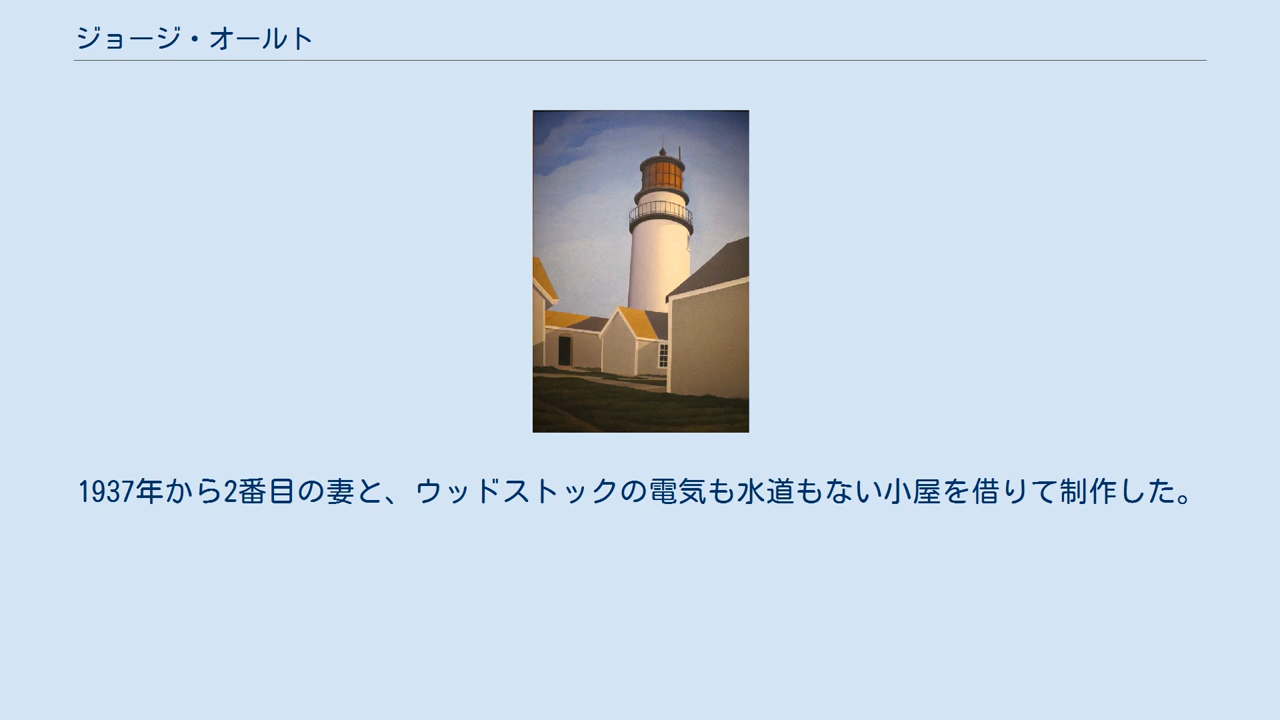 ジョージ・オールト
1937年から2番目の妻と、ウッドストックの電気も水道もない小屋を借りて制作した。